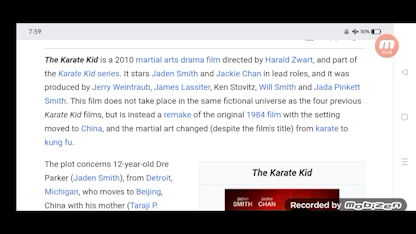 7:59
50%
The Karate Kid is a 2010 martial arts drama film directed by Harald Zwart, and part of
the Karate Kid series. It stars Jaden Smith and Jackie Chan in lead roles, and it was
produced by Jerry Weintraub, James Lassiter, Ken Stovitz, Will Smith and Jada Pinkett
Smith. This film does not take place in the same fictional universe as the four previous
Karate Kid films, but is instead a remake of the original 1984 film with the setting
moved to China, and the martial art changed (despite the film's title) from karate to
kung fu.
The plot concerns 12-year-old Dre
Parker (Jaden Smith), from Detroit,
Michigan, who moves to Beijing,
China with his mother (Taraji P.
The Karate Kid
JADEN SMITH
JACKIE CHAN
Recorded by Mobizen